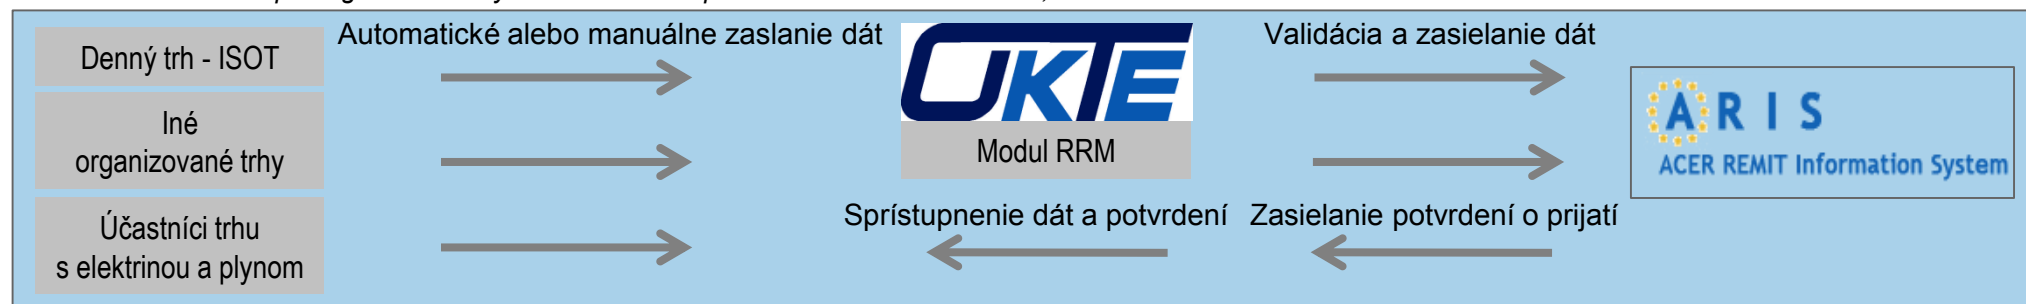 Denný trh - ISOT
Iné
organizované trhy
Účastníci trhu
s elektrinou a plynom
Automatické alebo manuálne zaslanie dát
OKTE
Modul RRM
Sprístupnenie dát a potvrdení
Validácia a zasielanie dát
Zasielanie potvrdení o prijatí
ARIS
ACER REMIT Information System